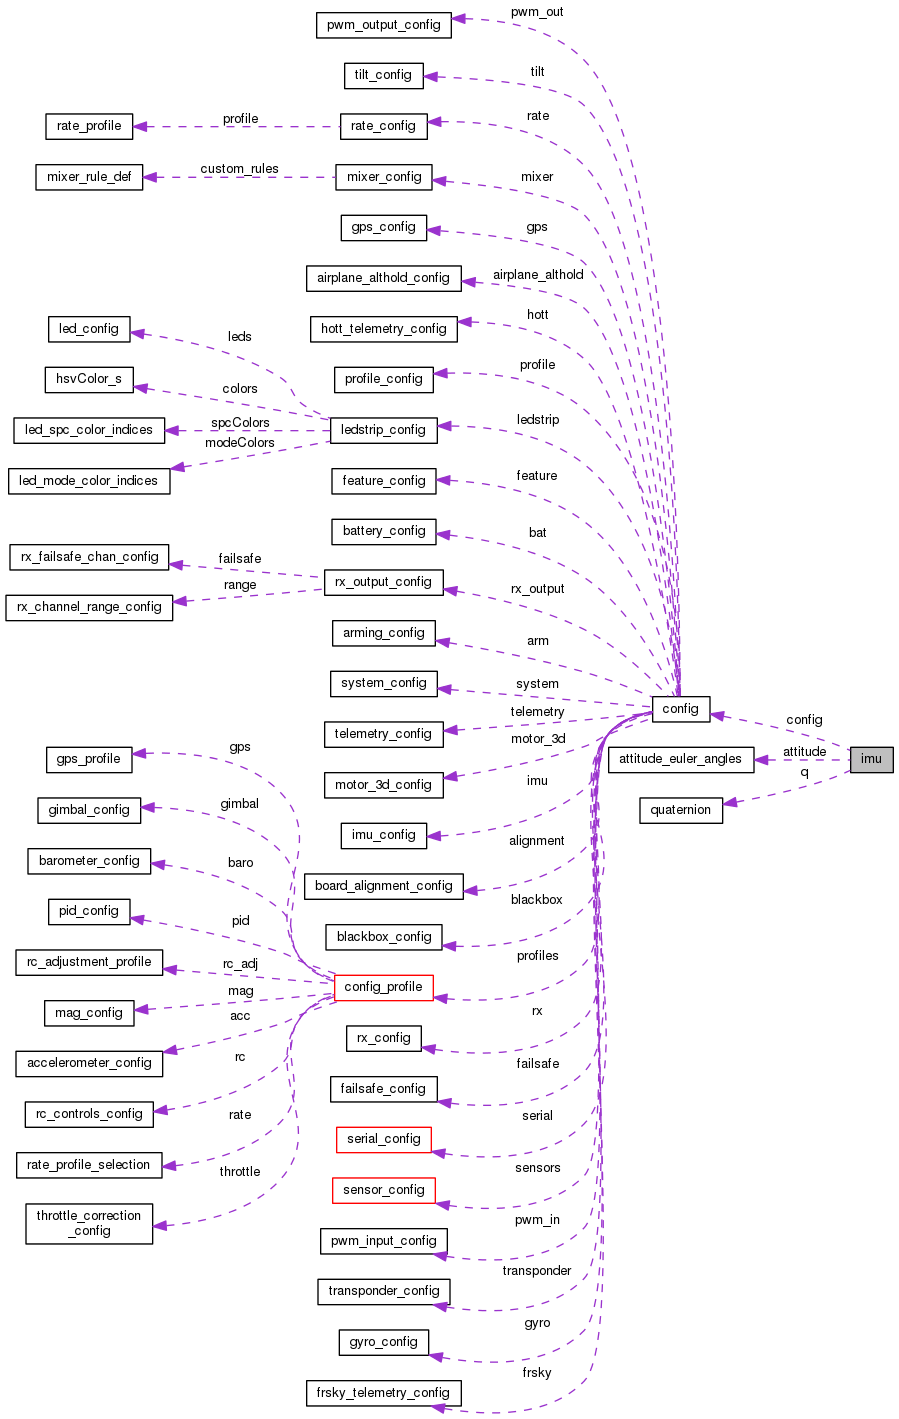 pwm_out
pwm_output_config
tilt
tilt_config
rate
profile
rate_profile
rate_config
custom_rules
mixer
mixer_rule_def
mixer_config
gps
gps_config
airplane_althold
airplane_althold_config
hott
led_config
hott_telemetry_config
leds
profile
hsvColor_s
profile_config
colors
ledstrip
spcColors
led_spc_color_indices
ledstrip_config
modeColors
feature
led_mode_color_indices
feature_config
battery_config
bat
rx_failsafe_chan_config
failsafe
rx_output_config
range
rx_output
rx_channel_range_config
arming_config
arm
system_config
system
config
telemetry
config
telemetry_config
motor_3d
gps
attitude
gps_profile
attitude_euler_angles
imu
q
motor_3d_config
imu
gimbal
gimbal_config
quaternion
imu_config
alignment
baro
barometer_config
board_alignment_config
blackbox
pid_config
pid
blackbox_config
profiles
rc_adjustment_profile
rc_adj
config_profile
mag
mag_config
rx
acc
rx_config
rc
accelerometer_config
failsafe
failsafe_config
rc_controls_config
rate
serial
serial_config
rate_profile_selection
throttle
sensors
sensor_config
throttle_correction
_config
pwm_in
pwm_input_config
transponder
transponder_config
gyro
gyro_config
frsky
frsky_telemetry_config